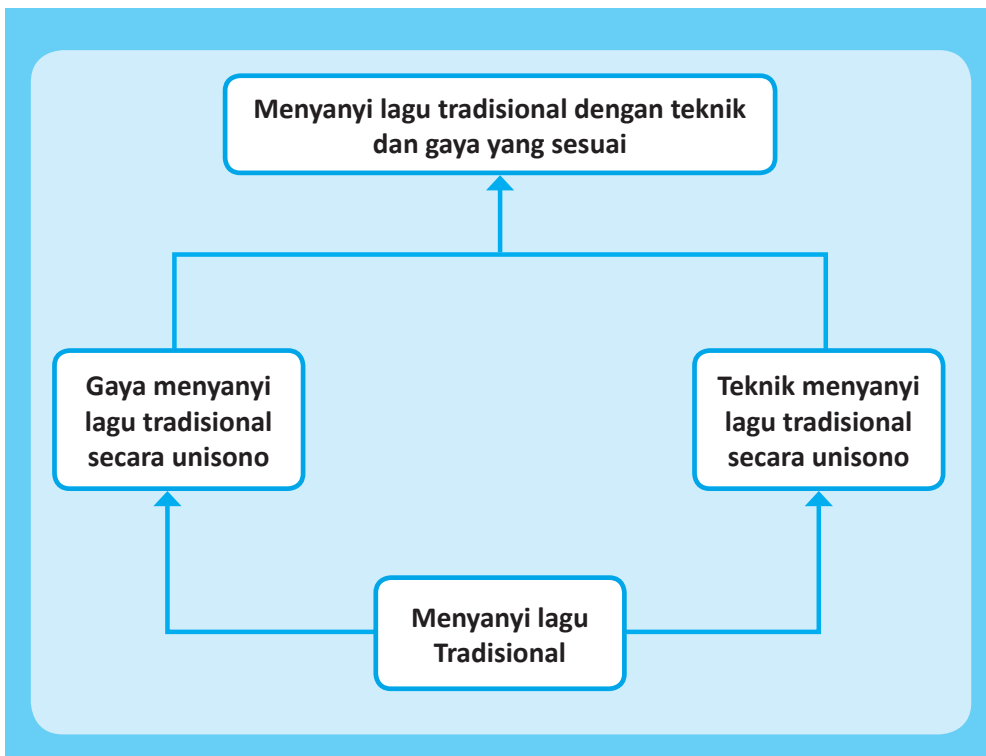 Menyanyi lagu tradisional dengan teknik
dan gaya yang sesuai
Gaya menyanyi
lagu tradisional
secara unisono
Teknik menyanyi
lagu tradisional
secara unisono
Menyanyi lagu
Tradisional